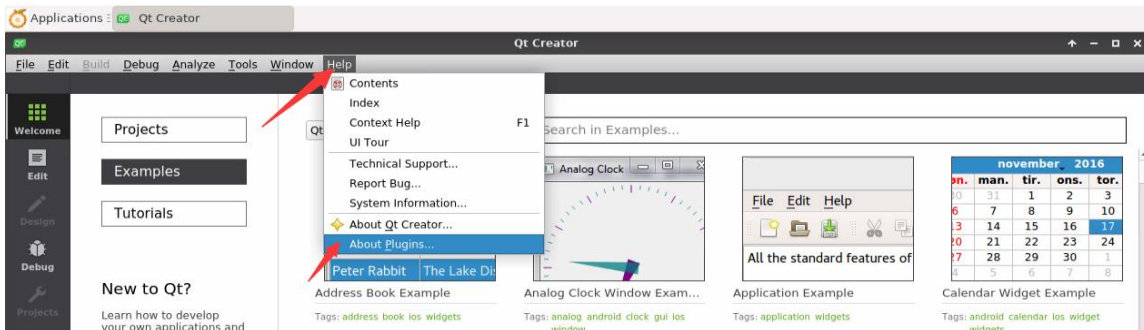 Applications
Qt Creator
Qt Creator
File Edit Build Debug Analyze Tools Window Help
Contents
Index
Context Help F1
UI Tour
Technical Support...
Report Bug...
System Information...
About Qt Creator...
About Plugins...
Welcome
Edit
Design
Debug
Projects
Projects
Examples
Tutorials
New to Qt?
Learn how to develop
your own applications and
Qt
Search in Examples...
Peter Rabbit The Lake Di
Address Book Example
Tags: address book ios widgets
Analog Clock
Analog Clock Window Exam...
Tags: analog android clock gui ios
window
File Edit Help
All the standard features of
Application Example
Tags: application widgets
november 2016
man. tir. ons. tor.
31 1 2 3
7 8 9 10
14 15 16 17
21 22 23 24
28 29 30 1
5 6 7 8
Calendar Widget Example
Tags: android calendar ios widget
widgets